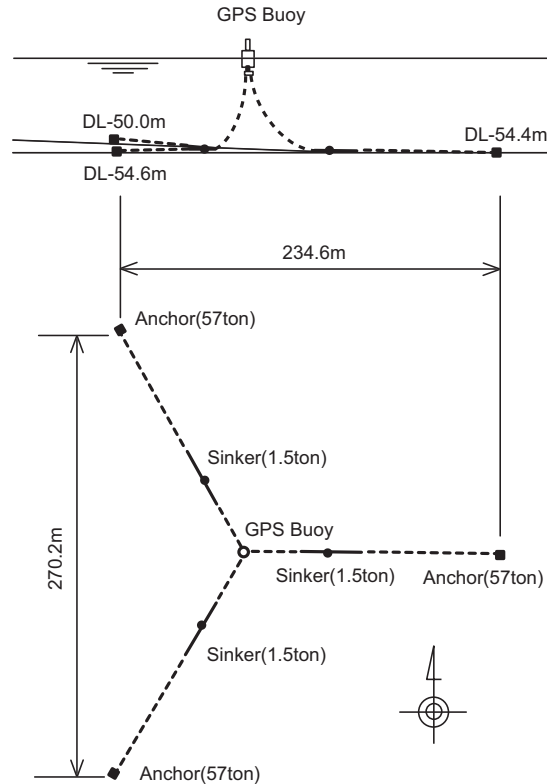 GPS Buoy
DL-50.0m
DL-54.4m
DL-54.6m
234.6m
Anchor(57ton)
Sinker(1.5ton)
GPS Buoy
270.2m
Sinker(1.5ton)
Anchor(57ton)
Sinker(1.5ton)
Anchor(57ton)